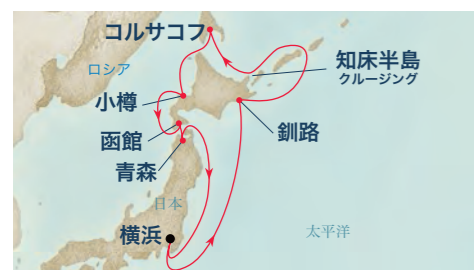 コルサコフ
ロシア
知床半島
クルージング
小樽
函館
釧路
青森
日本
横浜
太平洋